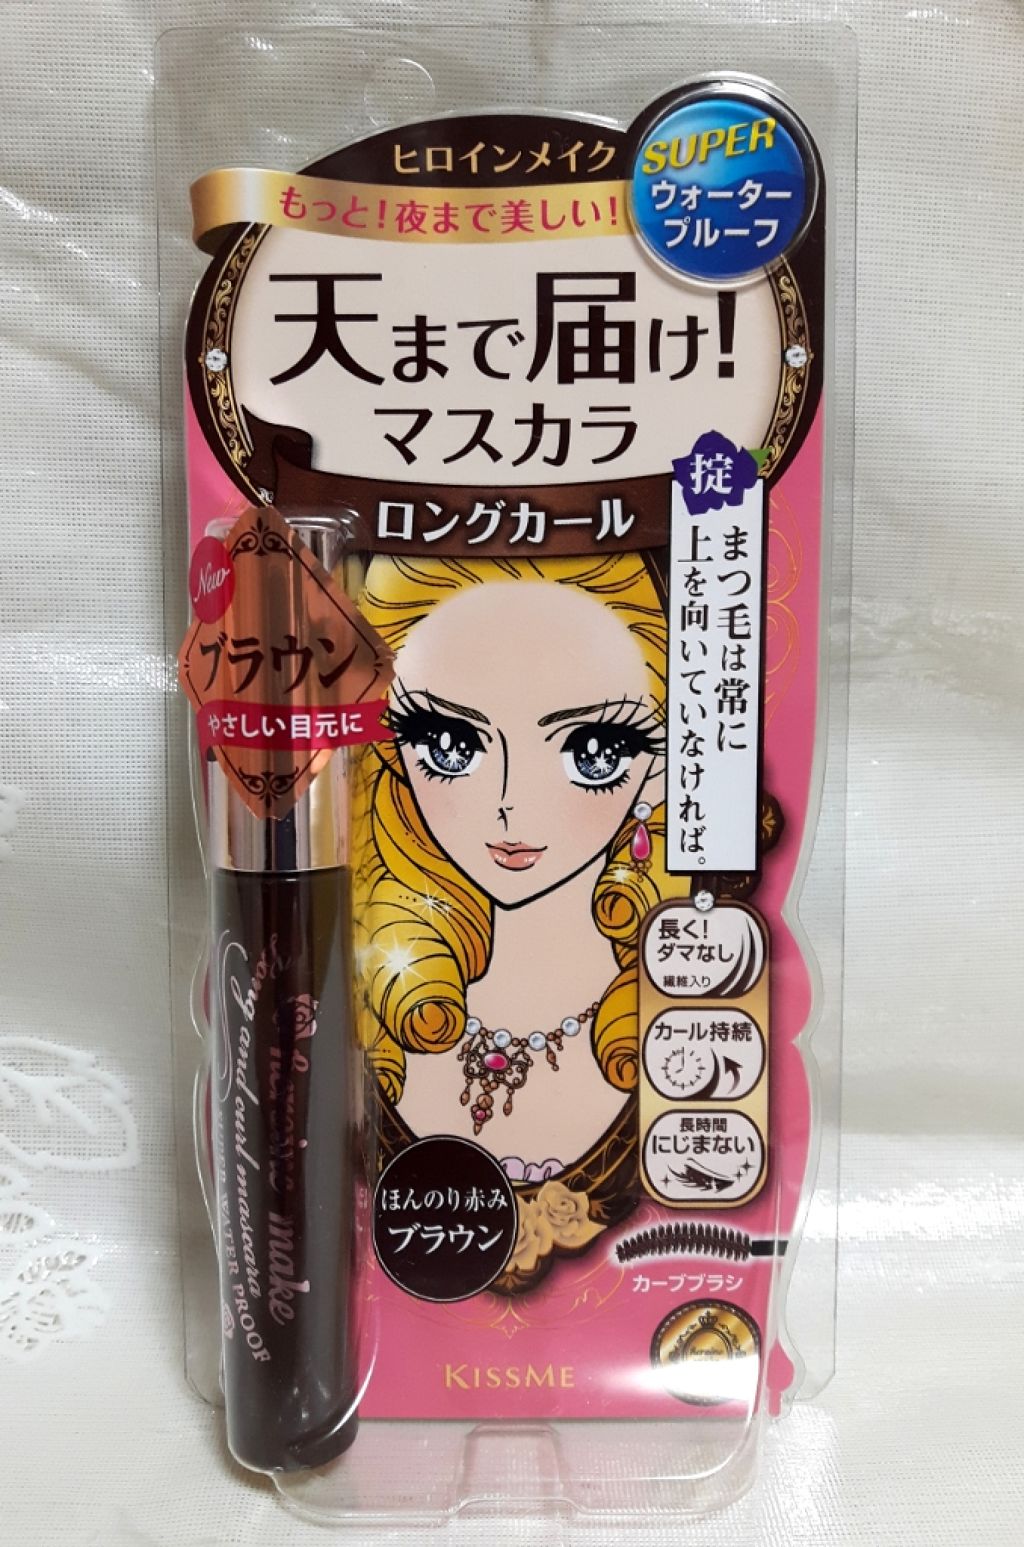 ヒロインメイク
SUPER
ウォーター
プルーフ
もっと!夜まで美しい!
天まで届け!
マスカラ
ロングカール
掟
まつ毛は常に
上を向いていなければ。
New
ブラウン
やさしい目元に
長く!
ダマなし
繊維入り
カール持続
長時間
にじまない
カーブブラシ
ほんのり赤み
ブラウン
Heroine make
Long and curl mascara
SUPER WATER PROOF
KISSME